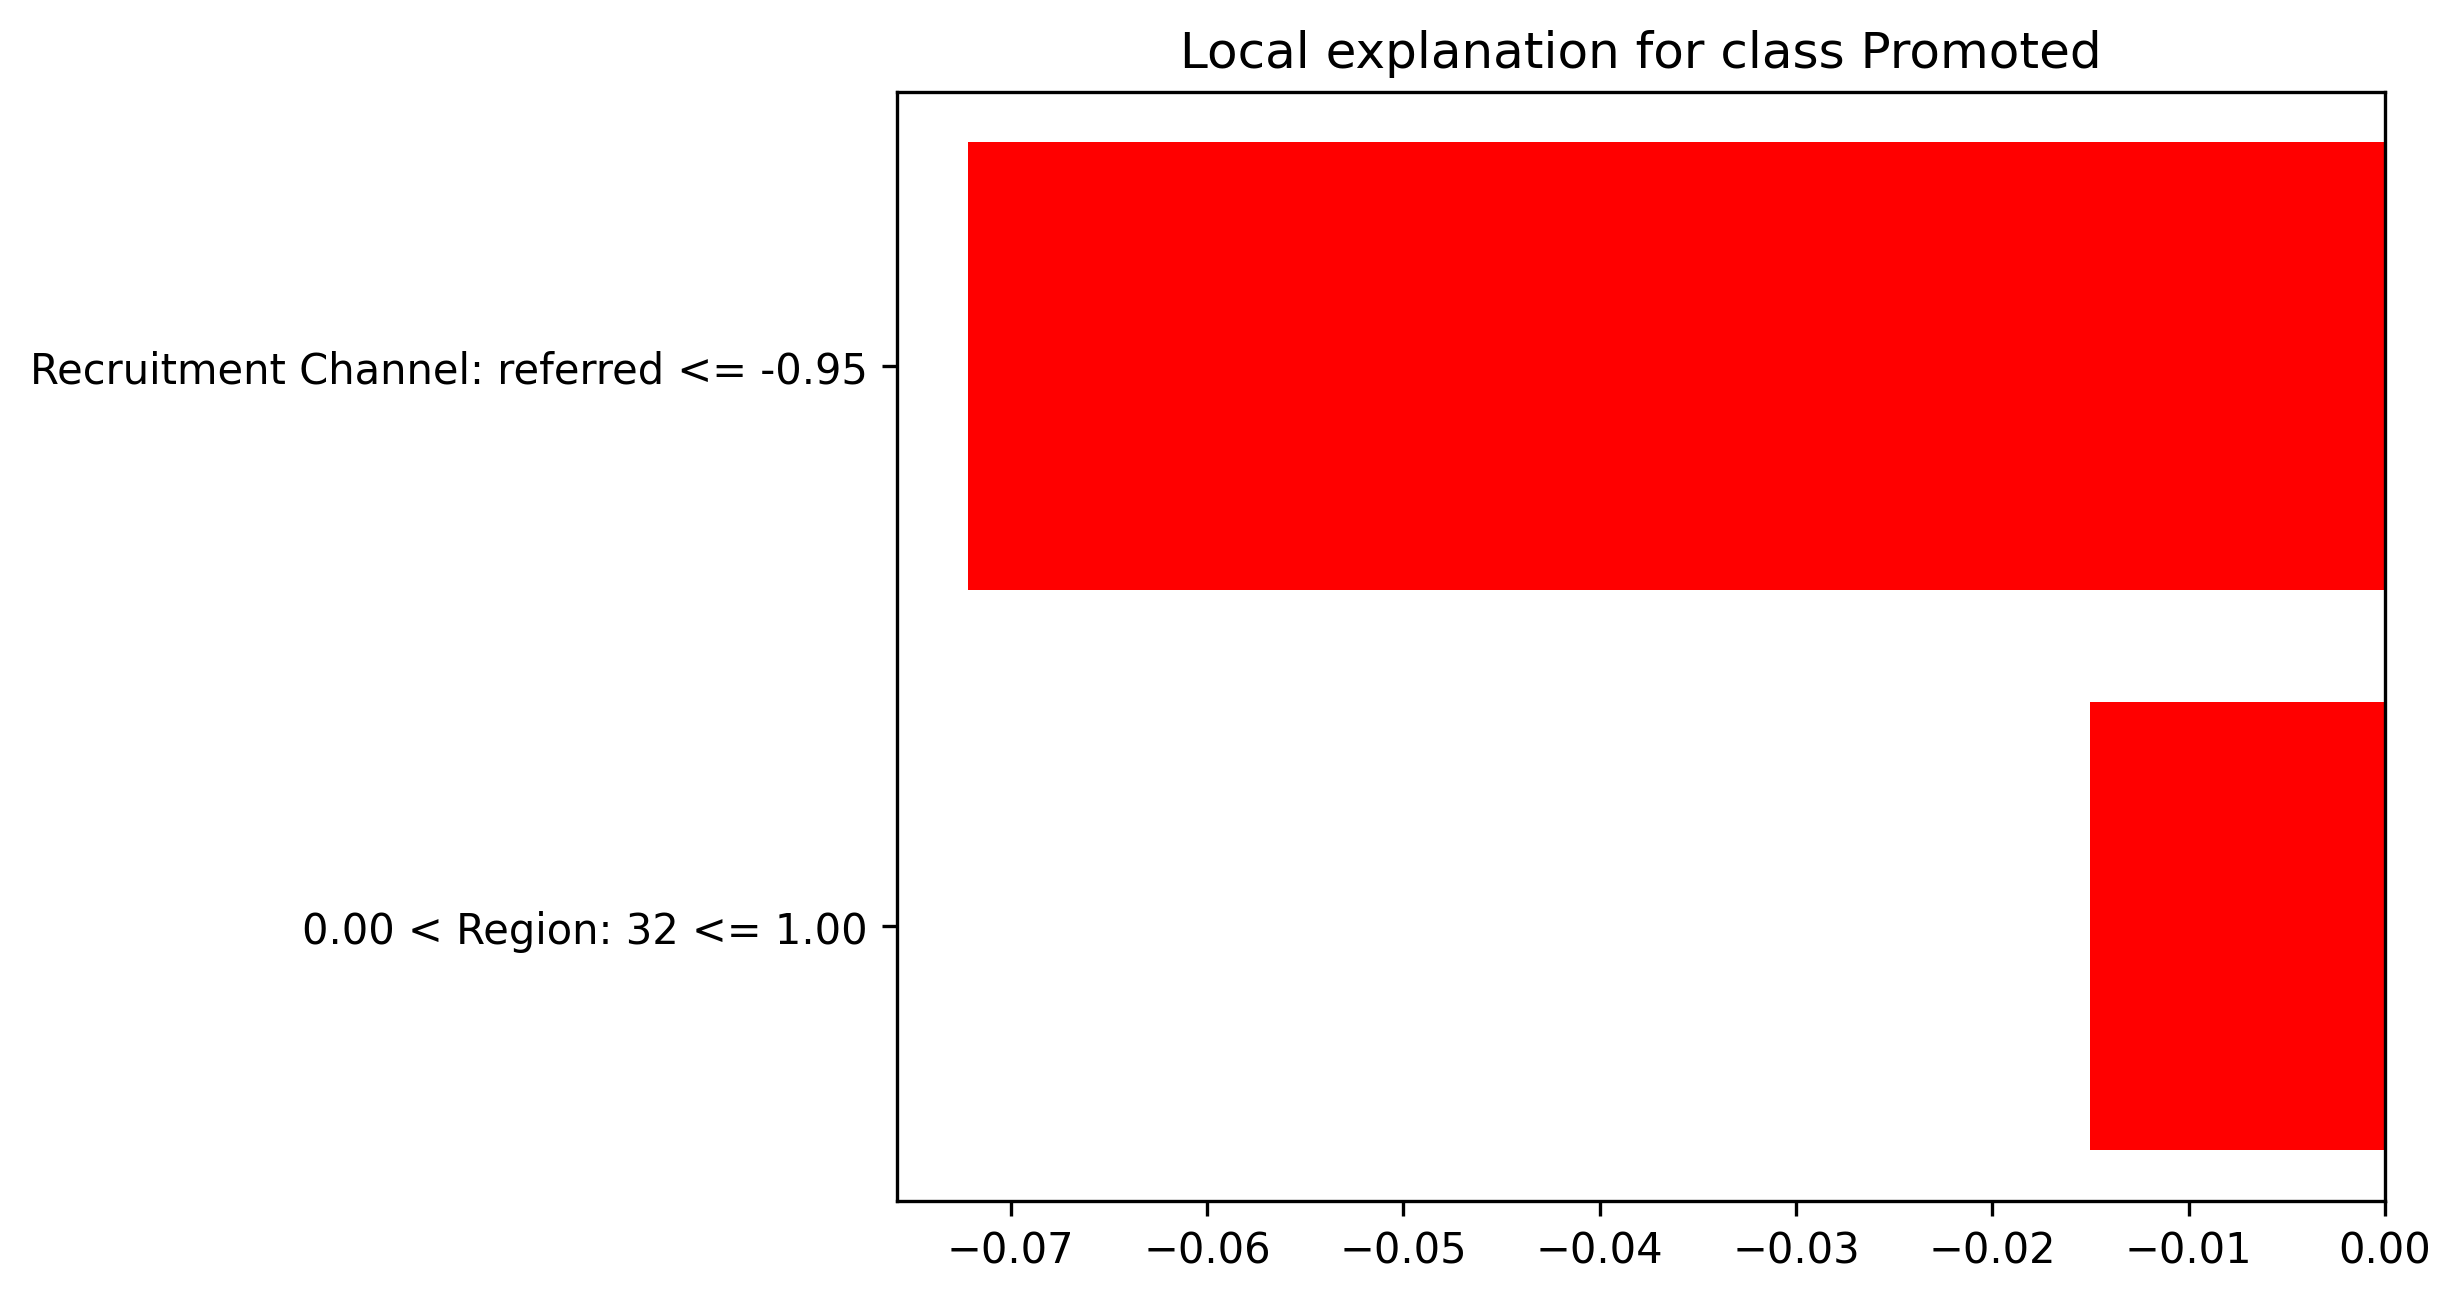 Local explanation for class Promoted
Recruitment Channel: referred <= -0.95
0.00 < Region: 32 <= 1.00
−0.07 −0.06 −0.05 −0.04 −0.03 −0.02 −0.01 0.00